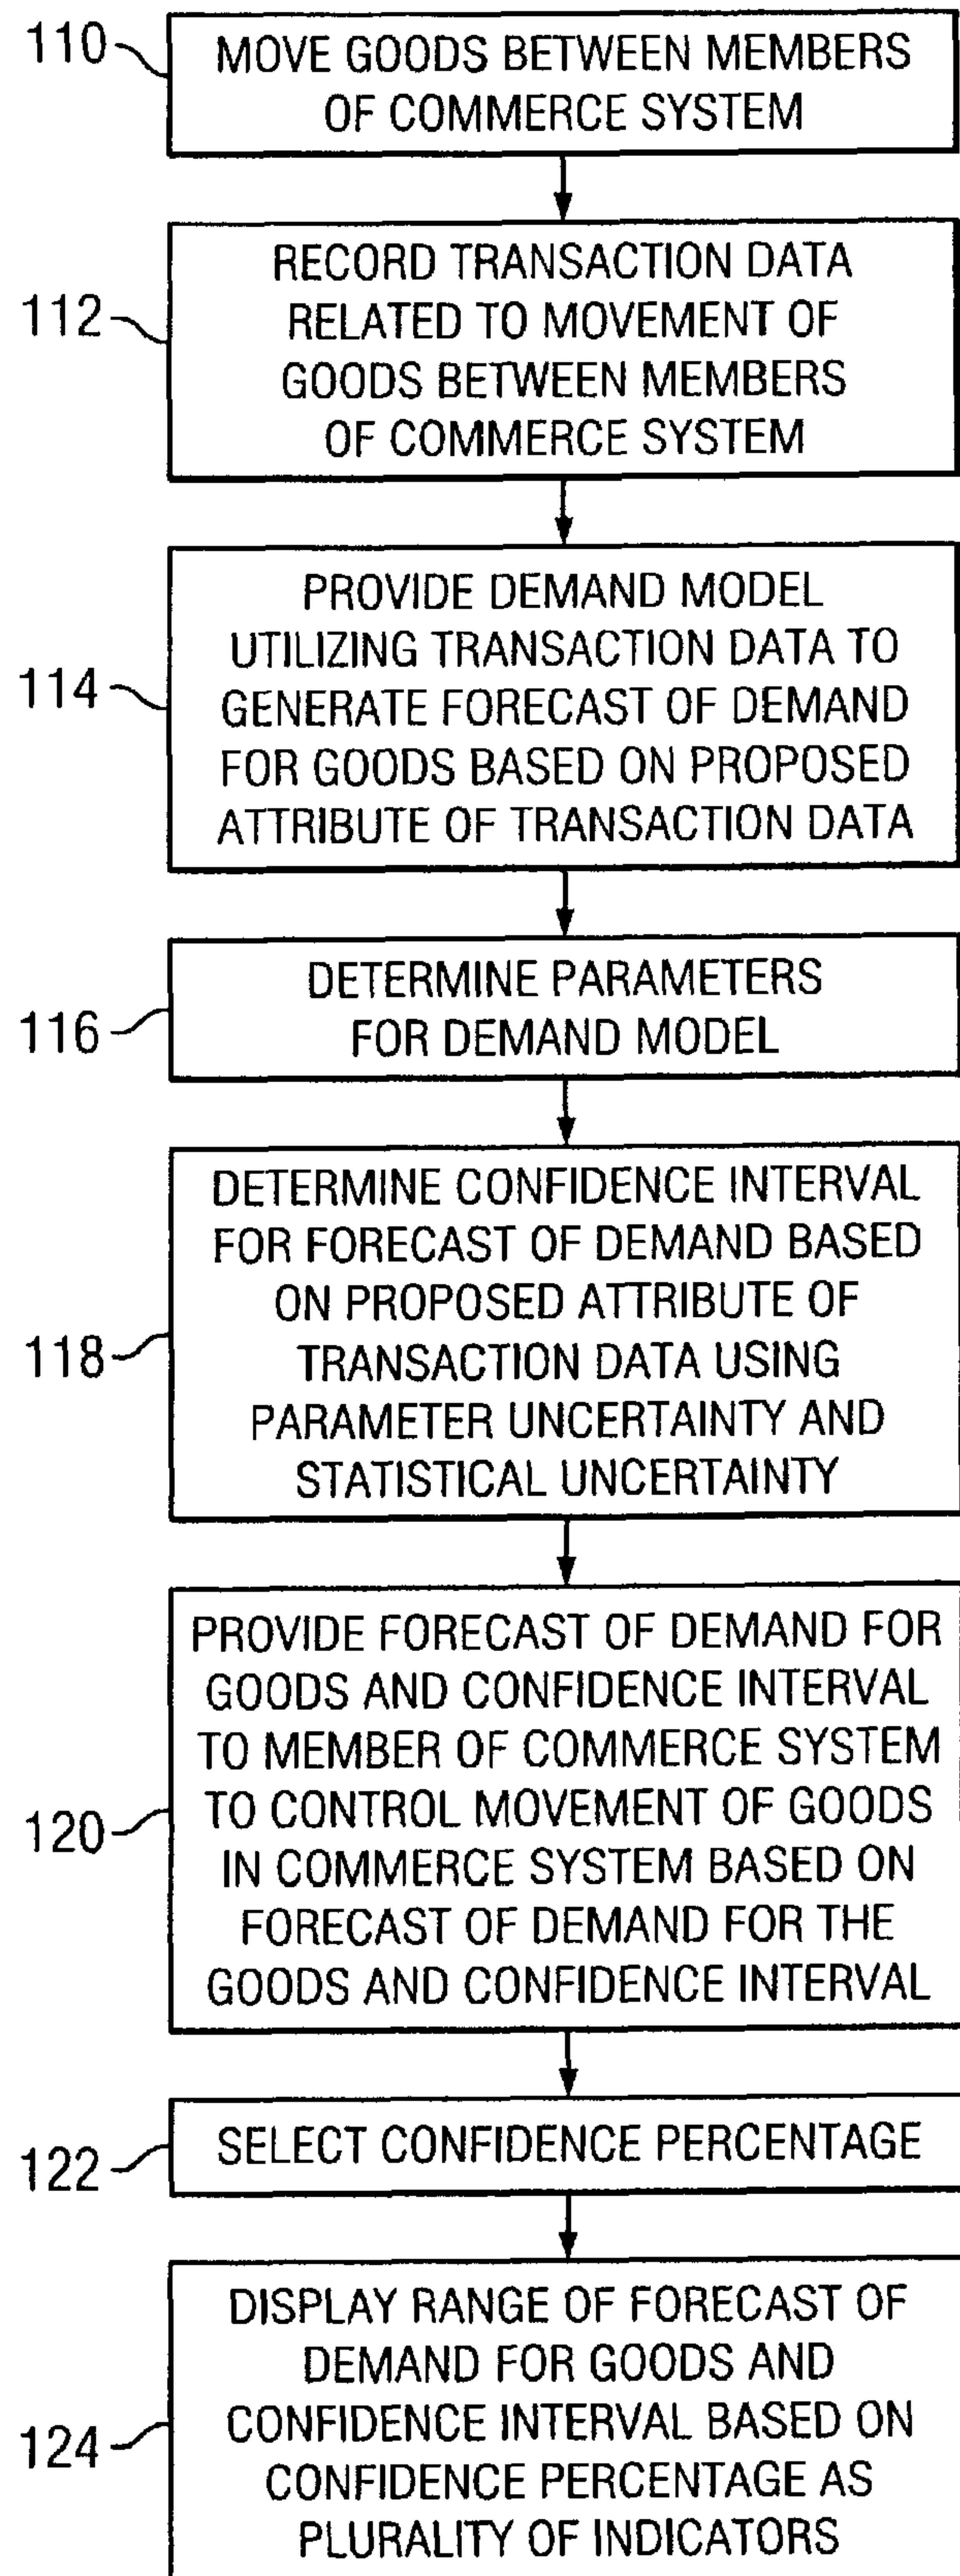 110
MOVE GOODS BETWEEN MEMBERS
OF COMMERCE SYSTEM
112
RECORD TRANSACTION DATA
RELATED TO MOVEMENT OF
GOODS BETWEEN MEMBERS
OF COMMERCE SYSTEM
114
PROVIDE DEMAND MODEL
UTILIZING TRANSACTION DATA TO
GENERATE FORECAST OF DEMAND
FOR GOODS BASED ON PROPOSED
ATTRIBUTE OF TRANSACTION DATA
116
DETERMINE PARAMETERS
FOR DEMAND MODEL
118
DETERMINE CONFIDENCE INTERVAL
FOR FORECAST OF DEMAND BASED
ON PROPOSED ATTRIBUTE OF
TRANSACTION DATA USING
PARAMETER UNCERTAINTY AND
STATISTICAL UNCERTAINTY
120
PROVIDE FORECAST OF DEMAND FOR
GOODS AND CONFIDENCE INTERVAL
TO MEMBER OF COMMERCE SYSTEM
TO CONTROL MOVEMENT OF GOODS
IN COMMERCE SYSTEM BASED ON
FORECAST OF DEMAND FOR THE
GOODS AND CONFIDENCE INTERVAL
122
SELECT CONFIDENCE PERCENTAGE
124
DISPLAY RANGE OF FORECAST OF
DEMAND FOR GOODS AND
CONFIDENCE INTERVAL BASED ON
CONFIDENCE PERCENTAGE AS
PLURALITY OF INDICATORS